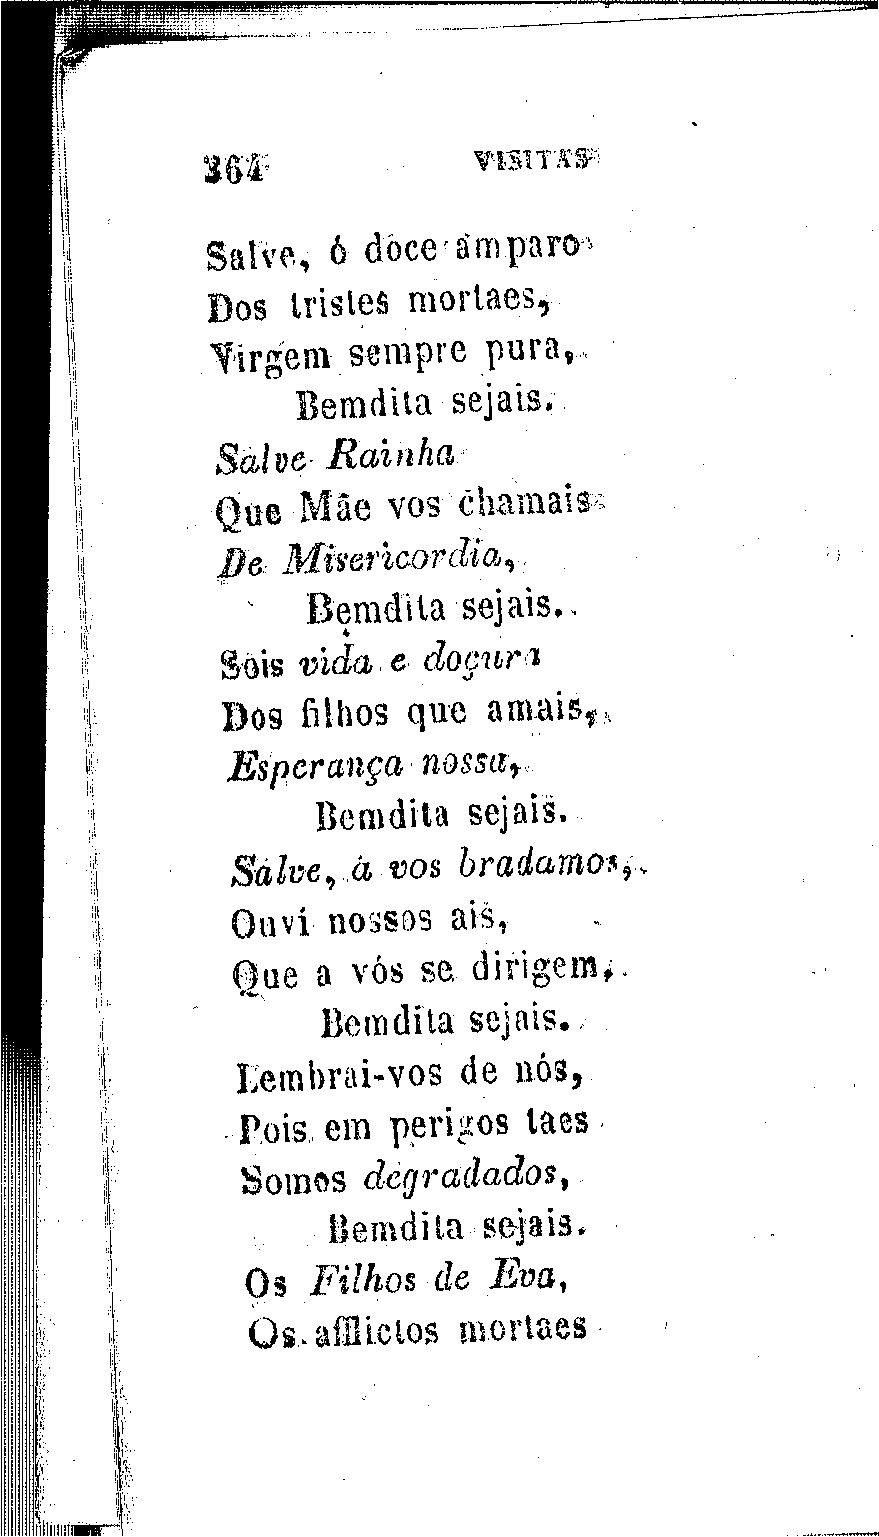 364 VISITAS
Salve, ó doce amparo
Dos tristes mortaes,
Virgem sempre pura,
Bemdita sejais.
Salve Rainha
Que Mãe vos chamais
De Misericordia,
Bemdita sejais.
Sois vida e doçura
Dos filhos que amais,
Esperança nossa,
Bemdita sejais.
Salve, a vos bradamos,
Ouvi nossos ais,
Que a vós se dirigem,
Bemdita sejais.
Lembrai-vos de nós,
Pois em perigos taes
Somos degradados,
Bemdita sejais.
Os Filhos de Eva,
Os afflictos mortaes